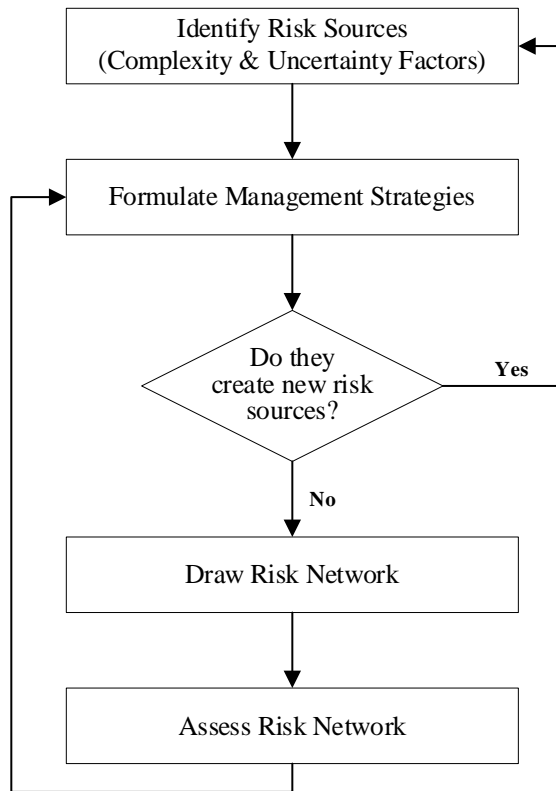 Identify Risk Sources
(Complexity & Uncertainty Factors)
Formulate Management Strategies
Do they
create new risk
sources?
Yes
No
Draw Risk Network
Assess Risk Network